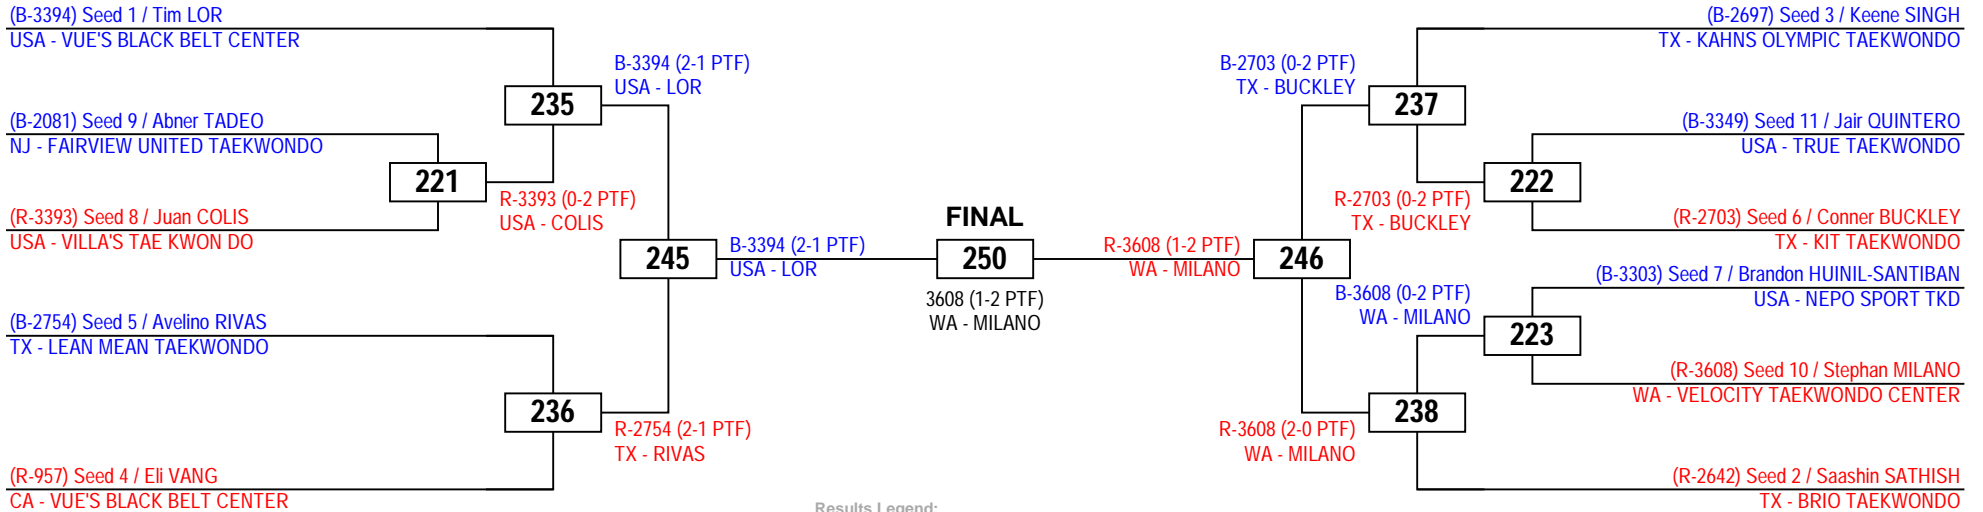 (B-3394) Seed 1 / Tim LOR
USA - VUE'S BLACK BELT CENTER
B-3394 (2-1 PTF)
USA - LOR
235
(B-2081) Seed 9 / Abner TADEO
NJ - FAIRVIEW UNITED TAEKWONDO
221
R-3393 (0-2 PTF)
USA - COLIS
(R-3393) Seed 8 / Juan COLIS
USA - VILLA'S TAE KWON DO
245
B-3394 (2-1 PTF)
USA - LOR
(B-2754) Seed 5 / Avelino RIVAS
TX - LEAN MEAN TAEKWONDO
236
R-2754 (2-1 PTF)
TX - RIVAS
(R-957) Seed 4 / Eli VANG
CA - VUE'S BLACK BELT CENTER
FINAL
250
3608 (1-2 PTF)
WA - MILANO
(B-2697) Seed 3 / Keene SINGH
TX - KAHNS OLYMPIC TAEKWONDO
B-2703 (0-2 PTF)
TX - BUCKLEY
237
(B-3349) Seed 11 / Jair QUINTERO
USA - TRUE TAEKWONDO
222
R-2703 (0-2 PTF)
TX - BUCKLEY
(R-2703) Seed 6 / Conner BUCKLEY
TX - KIT TAEKWONDO
R-3608 (1-2 PTF)
WA - MILANO
246
(B-3303) Seed 7 / Brandon HUINIL-SANTIBAN
USA - NEPO SPORT TKD
B-3608 (0-2 PTF)
WA - MILANO
223
(R-3608) Seed 10 / Stephan MILANO
WA - VELOCITY TAEKWONDO CENTER
238
R-3608 (2-0 PTF)
WA - MILANO
(R-2642) Seed 2 / Saashin SATHISH
TX - BRIO TAEKWONDO
Results Legend: